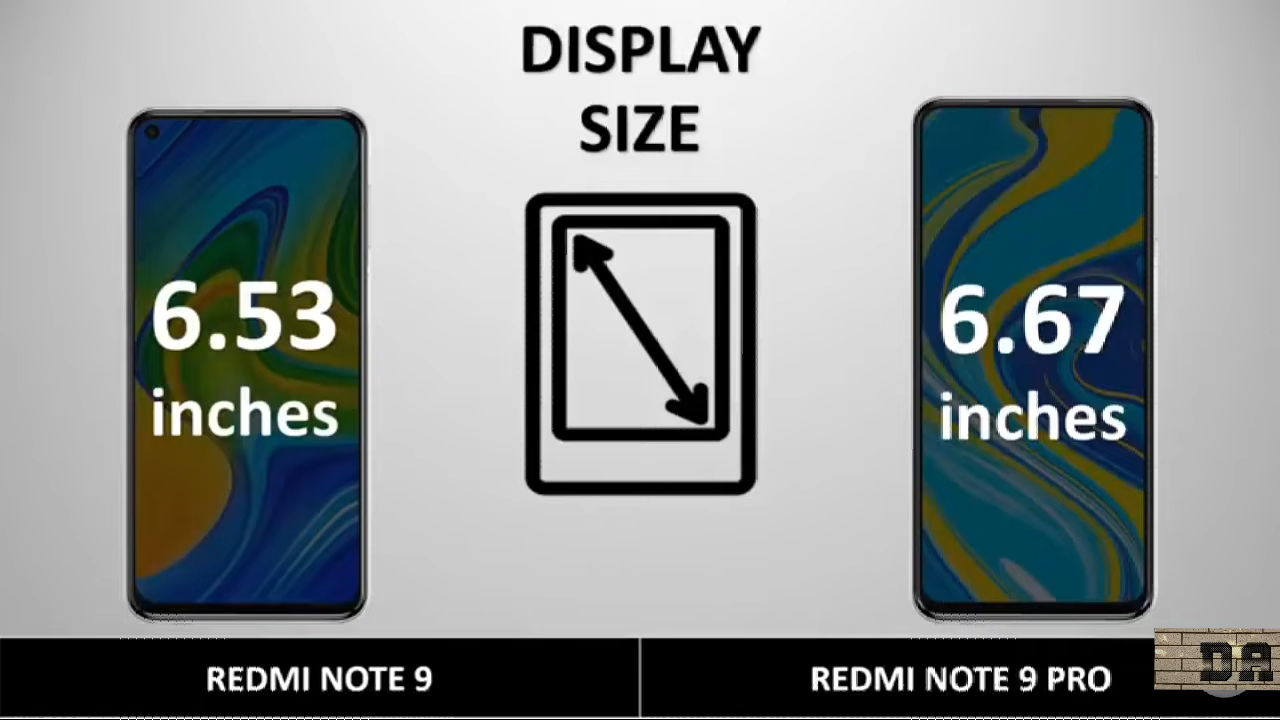 DISPLAY
SIZE
6.53
inches
6.67
inches
REDMI NOTE 9
REDMI NOTE 9 PRO
DA